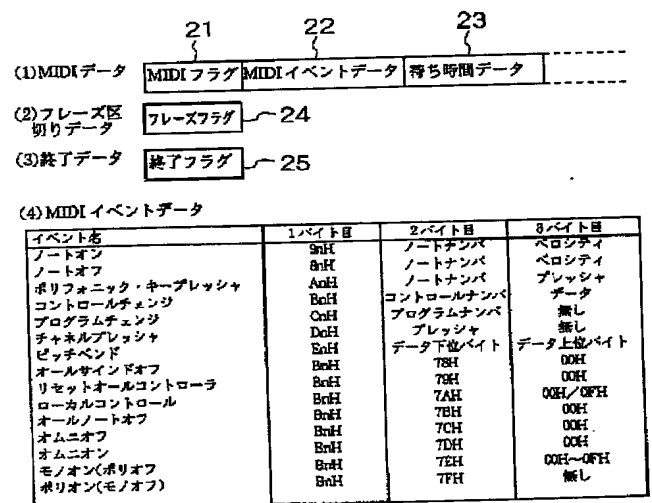 21 22 23
(1)MIDIデータ MIDIフラグ MIDIイベントデータ 待ち時間データ
(2)フレーズ区切りデータ フレーズフラグ 24
(3)終了データ 終了フラグ 25
(4)MIDIイベントデータ
イベント名 1バイト目 2バイト目 3バイト目
ノートオン 9nH ノートナンバ ベロシティ
ノートオフ 8nH ノートナンバ ベロシティ
ポリフォニック・キープレッシャ AnH ノートナンバ プレッシャ
コントロールチェンジ BnH コントロールナンバ データ
プログラムチェンジ CnH プログラムナンバ 無し
チャネルプレッシャ DnH プレッシャ 無し
ピッチベンド EnH データ下位バイト データ上位バイト
オールサインドオフ BnH 78H 00H
リセットオールコントローラ BnH 79H 00H
ローカルコントロール BnH 7AH 00H/0FH
オールノートオフ BnH 7BH 00H
オムニオフ BnH 7CH 00H
オムニオン BnH 7DH 00H
モノオン(ポリオフ BnH 7EH 00H~0FH
ポリオン(モノオフ) BnH 7FH 無し